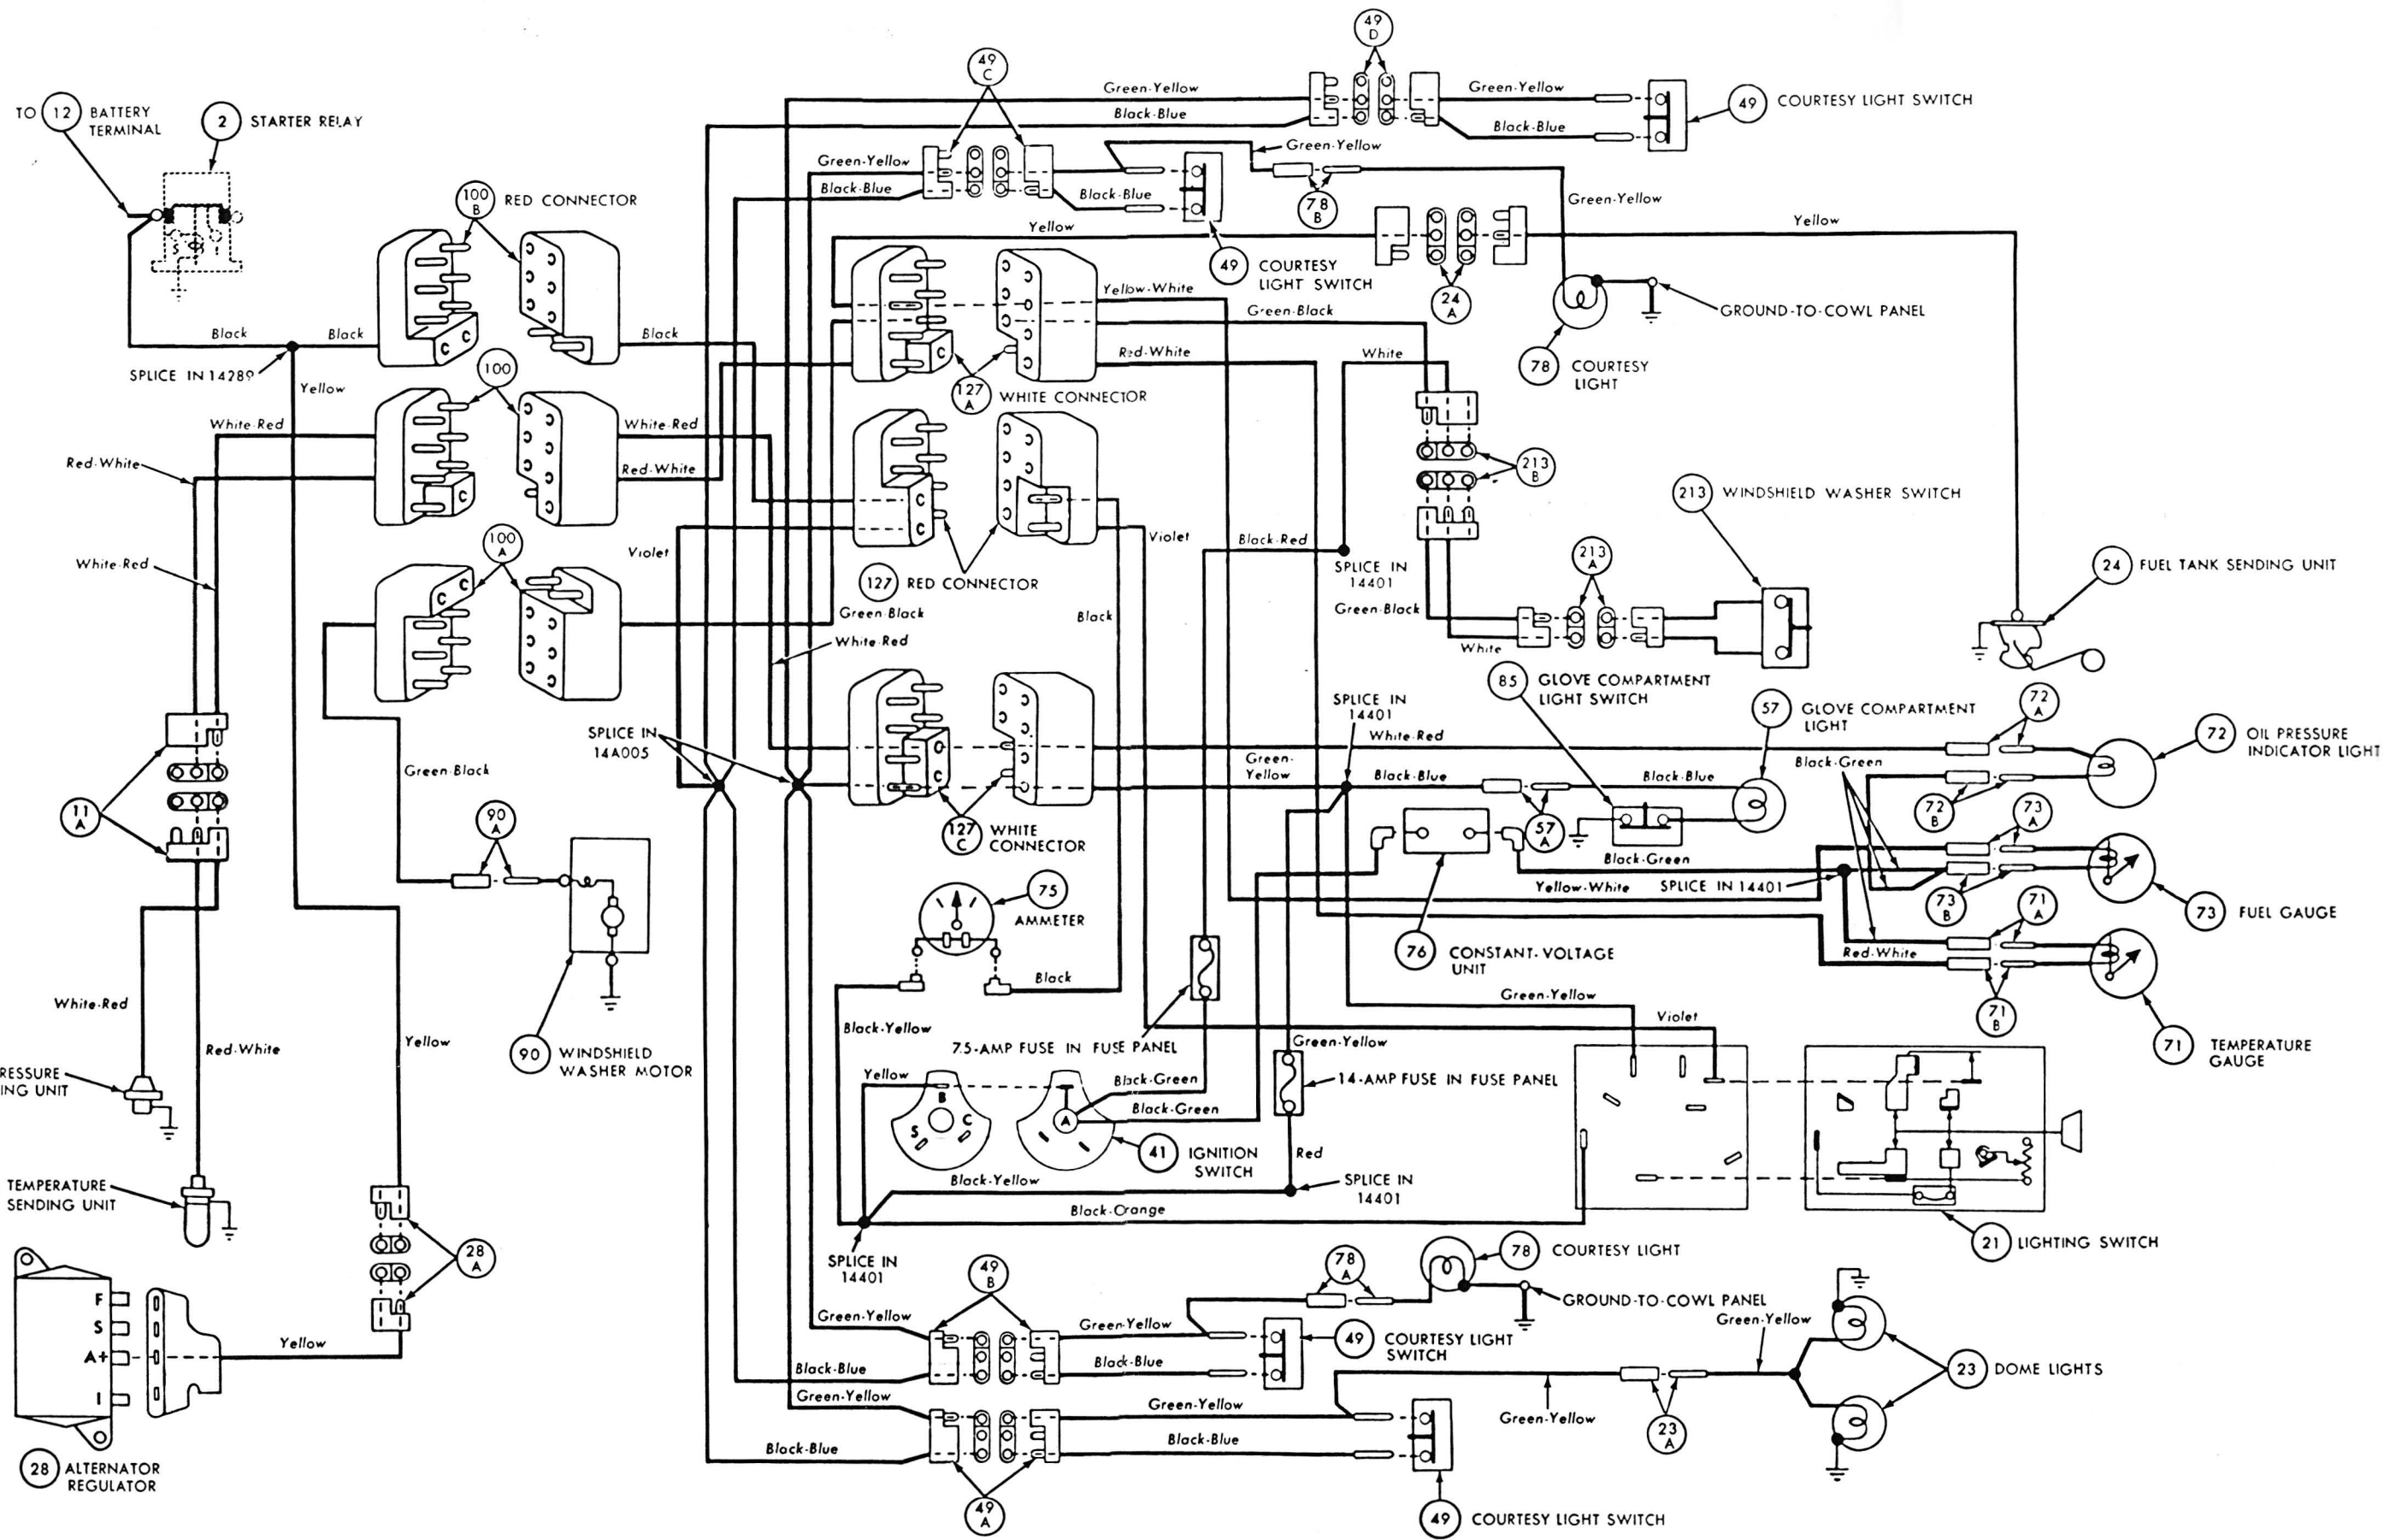 TO 12 BATTERY
TERMINAL
2 STARTER RELAY
S
I
Black
Black
SPLICE IN 14289
Yellow
100
B
RED CONNECTOR
C C
Black
100
White-Red
Red-White
White-Red
C
White-Red
Red-White
100
A
C C
Green-Black
Violet
Green-Black
White-Red
11
A
90
A
90 WINDSHIELD
WASHER MOTOR
White-Red
Red-White
Yellow
RESSURE
ING UNIT
TEMPERATURE
SENDING UNIT
28
A
F
S
A+
I
Yellow
28 ALTERNATOR
REGULATOR
49
C
Green-Yellow
Black-Blue
Green-Yellow
Black-Blue
49
D
Green-Yellow
Black-Blue
49 COURTESY LIGHT SWITCH
Green-Yellow
Black-Blue
78
B
Green-Yellow
49 COURTESY
LIGHT SWITCH
Yellow
24
A
Yellow
78 COURTESY
LIGHT
GROUND-TO-COWL PANEL
C
127
A
WHITE CONNECTOR
Yellow-White
Green-Black
Red-White
White
C
C
127 RED CONNECTOR
Violet
Black
Black-Red
SPLICE IN
14401
213
B
Green-Black
White
213
A
213 WINDSHIELD WASHER SWITCH
24 FUEL TANK SENDING UNIT
SPLICE IN
14A005
C
C
127
C
WHITE
CONNECTOR
White-Red
Green-
Yellow
SPLICE IN
14401
Black-Blue
57
A
Black-Blue
85 GLOVE COMPARTMENT
LIGHT SWITCH
57 GLOVE COMPARTMENT
LIGHT
72
A
72 OIL PRESSURE
INDICATOR LIGHT
Black-Green
72
B
73
A
Black-Green
Yellow-White
SPLICE IN 14401
73
B
73 FUEL GAUGE
71
A
Red-White
71
B
71 TEMPERATURE
GAUGE
76 CONSTANT-VOLTAGE
UNIT
75
AMMETER
Black
Black-Yellow
7.5-AMP FUSE IN FUSE PANEL
Green-Yellow
Violet
Green-Yellow
14-AMP FUSE IN FUSE PANEL
Yellow
B
S
C
A
Black-Green
Black-Green
41 IGNITION
SWITCH
Red
SPLICE IN
14401
Black-Yellow
Black-Orange
SPLICE IN
14401
21 LIGHTING SWITCH
49
B
Green-Yellow
Black-Blue
Green-Yellow
Black-Blue
78
A
78 COURTESY LIGHT
GROUND-TO-COWL PANEL
49 COURTESY LIGHT
SWITCH
Green-Yellow
Black-Blue
49
A
Green-Yellow
Black-Blue
49 COURTESY LIGHT SWITCH
Green-Yellow
23
A
Green-Yellow
23 DOME LIGHTS